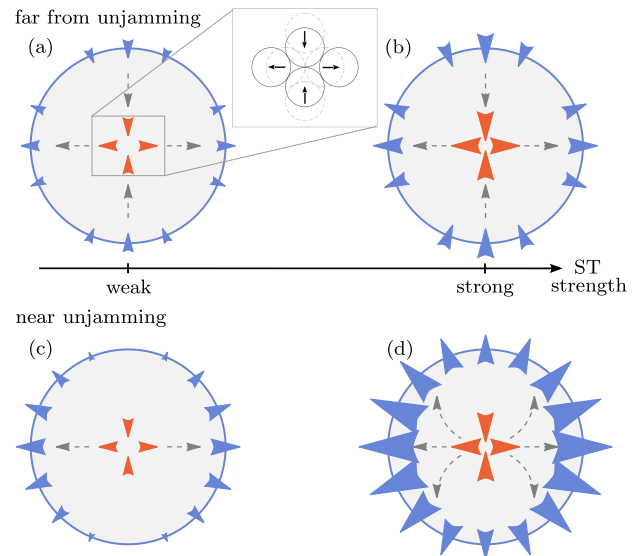 far from unjamming
(a)
(b)
weak
strong
ST
strength
near unjamming
(c)
(d)